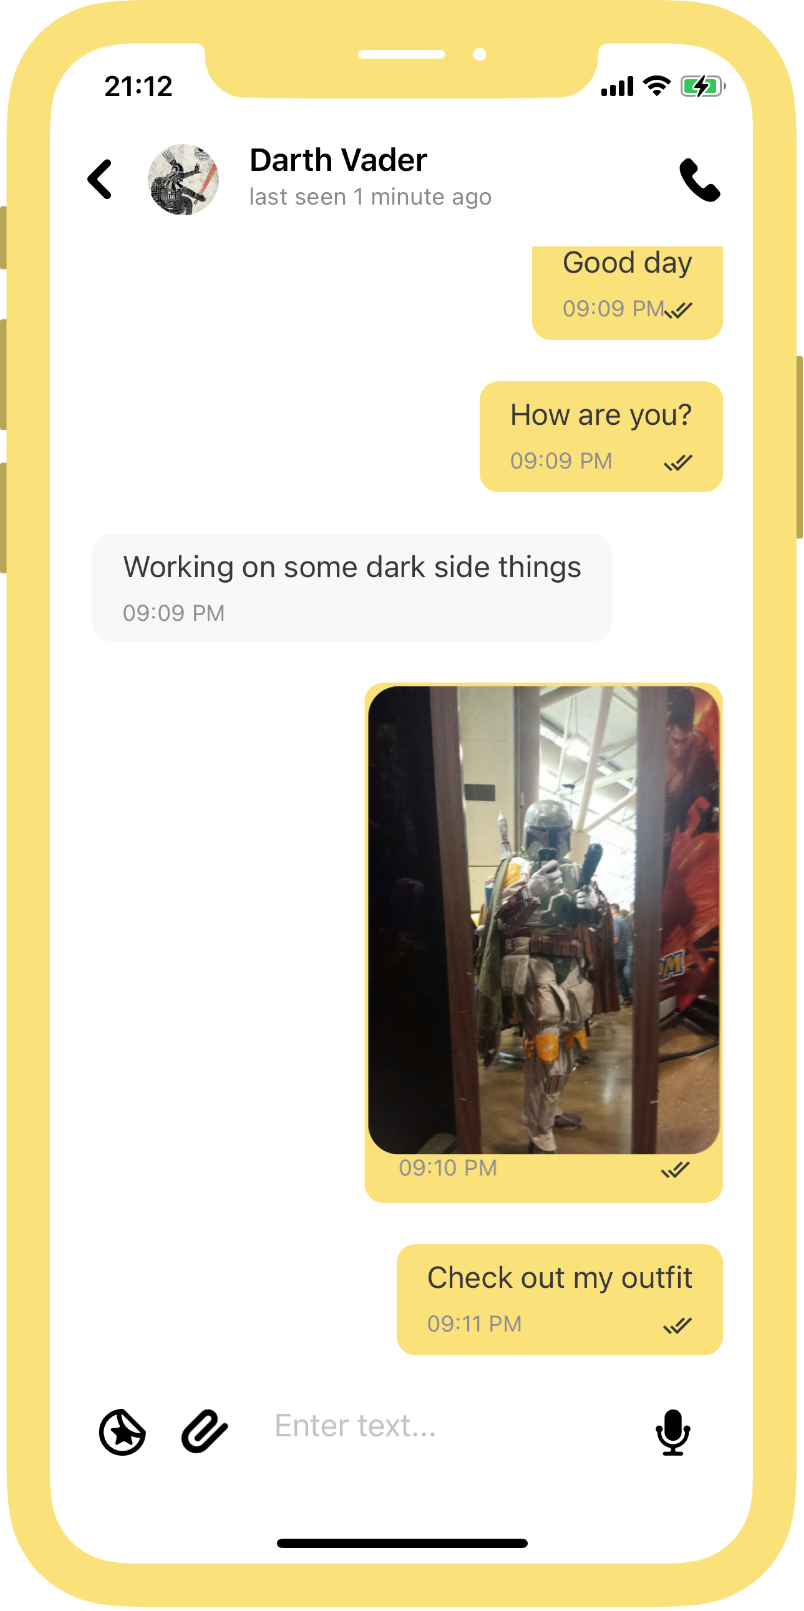 21:12
Darth Vader
last seen 1 minute ago
Good day
09:09 PM
How are you?
09:09 PM
Working on some dark side things
09:09 PM
09:10 PM
Check out my outfit
09:11 PM
Enter text...